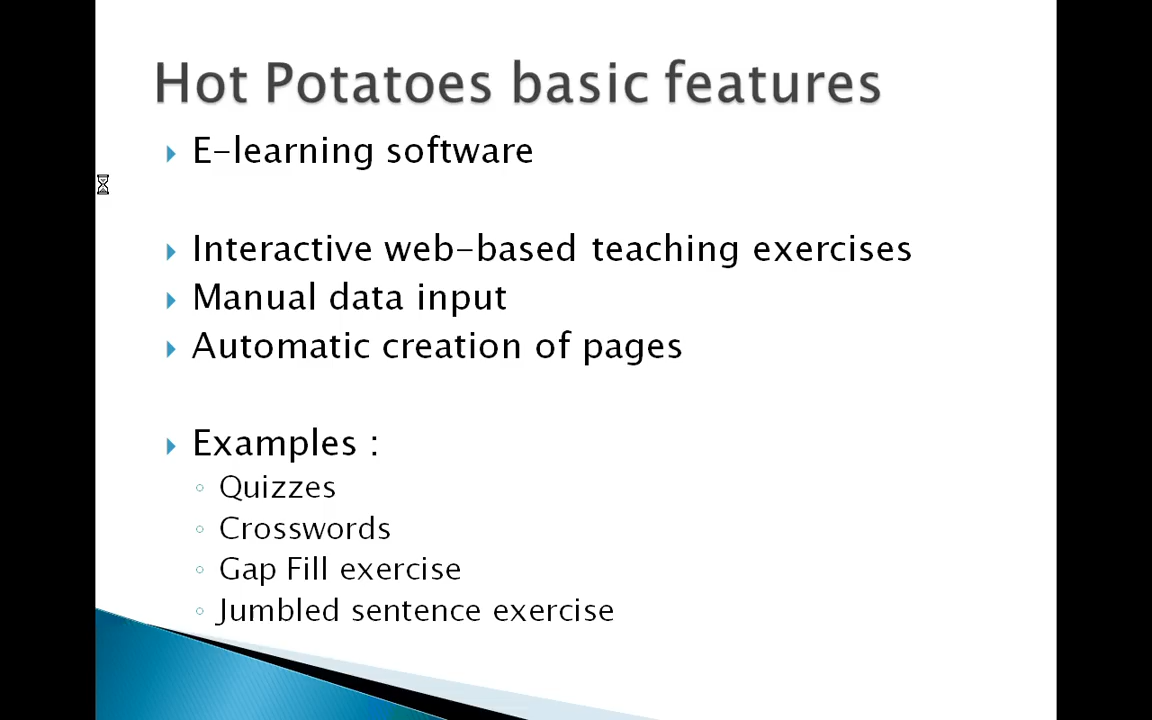 Hot Potatoes basic features
E-learning software
Interactive web-based teaching exercises
Manual data input
Automatic creation of pages
Examples :
Quizzes
Crosswords
Gap Fill exercise
Jumbled sentence exercise